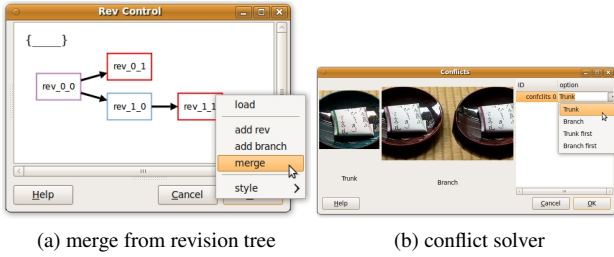 Rev Control
{____}
rev_0_1
rev_0_0
rev_1_0
rev_1_1
load
add rev
add branch
merge
style
Help
Cancel
(a) merge from revision tree
Conflicts
ID option
confclits 0 Trunk
Trunk
Branch
Trunk first
Branch first
Trunk
Branch
Help
Cancel
OK
(b) conflict solver